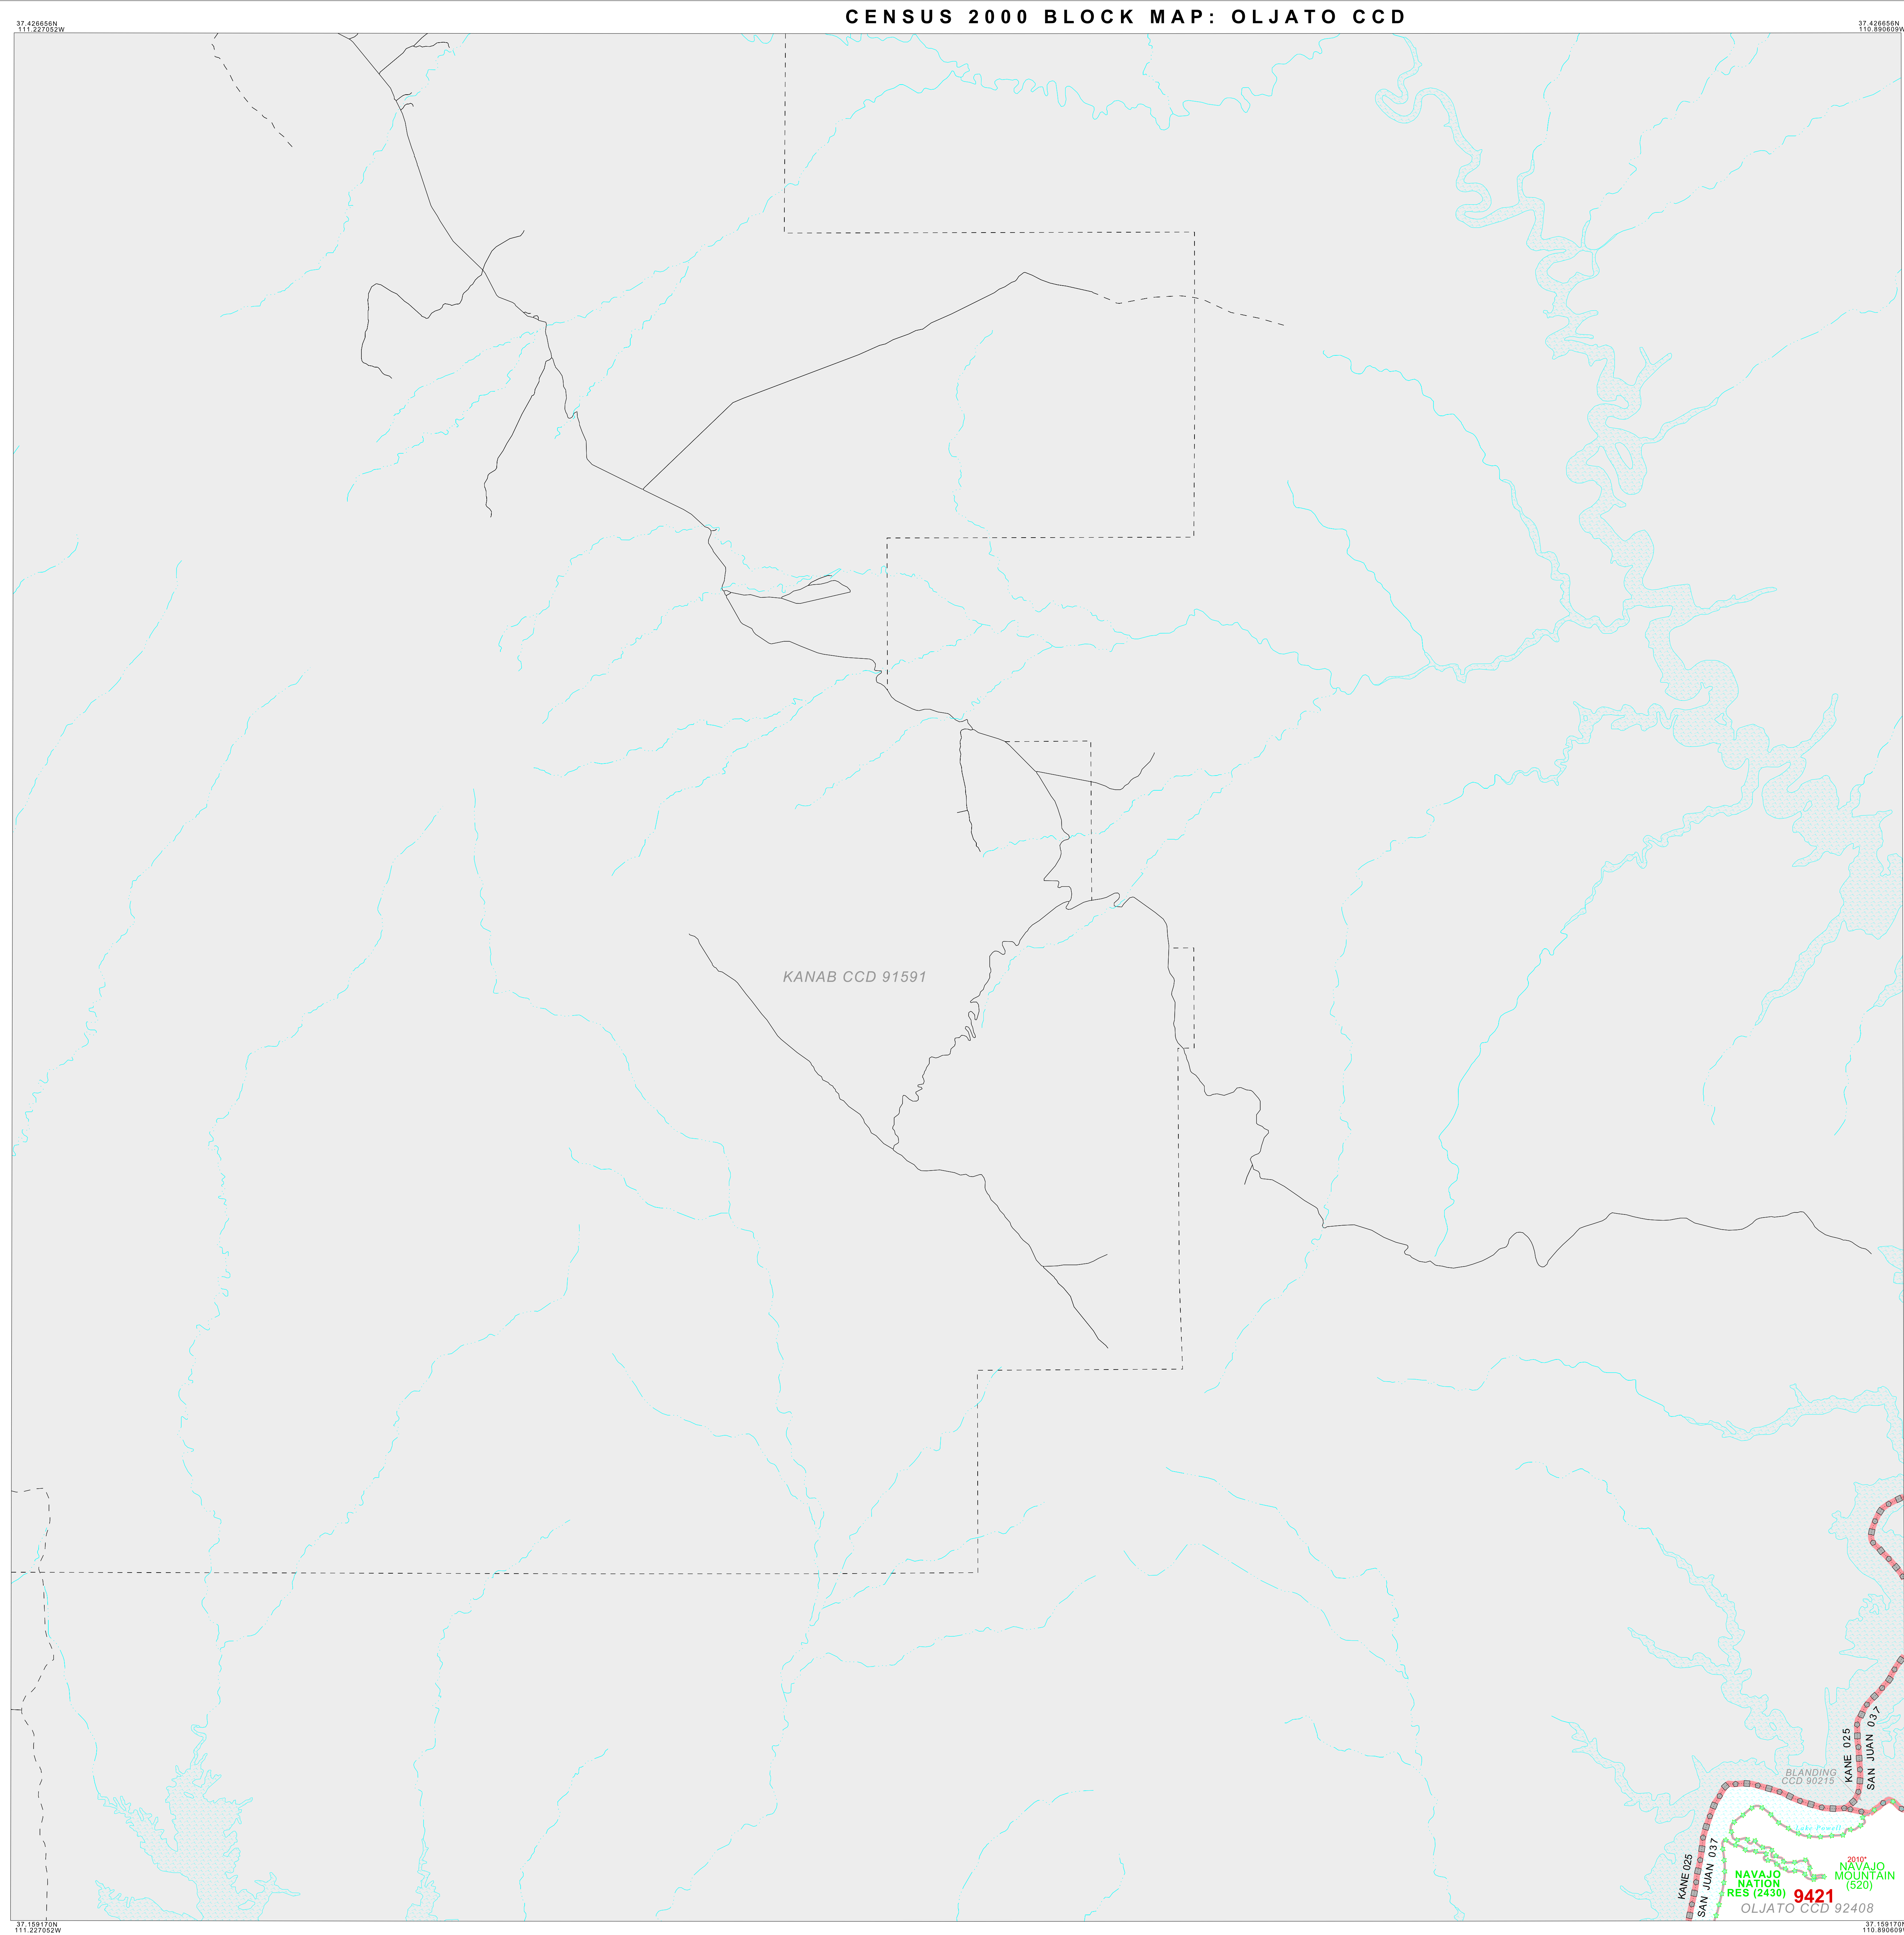 CENSUS 2000 BLOCK MAP: OLJATO CCD
37.426656N
111.227052W
37.426656N
110.890609W
KANAB CCD 91591
KANE 025
SAN JUAN 037
BLANDING
CCD 90215
Lake Powell
KANE 025
SAN JUAN 037
2010*
NAVAJO
MOUNTAIN
(520)
NAVAJO
NATION
RES (2430)
9421
OLJATO CCD 92408
37.159170N
111.227052W
37.159170N
110.890609W